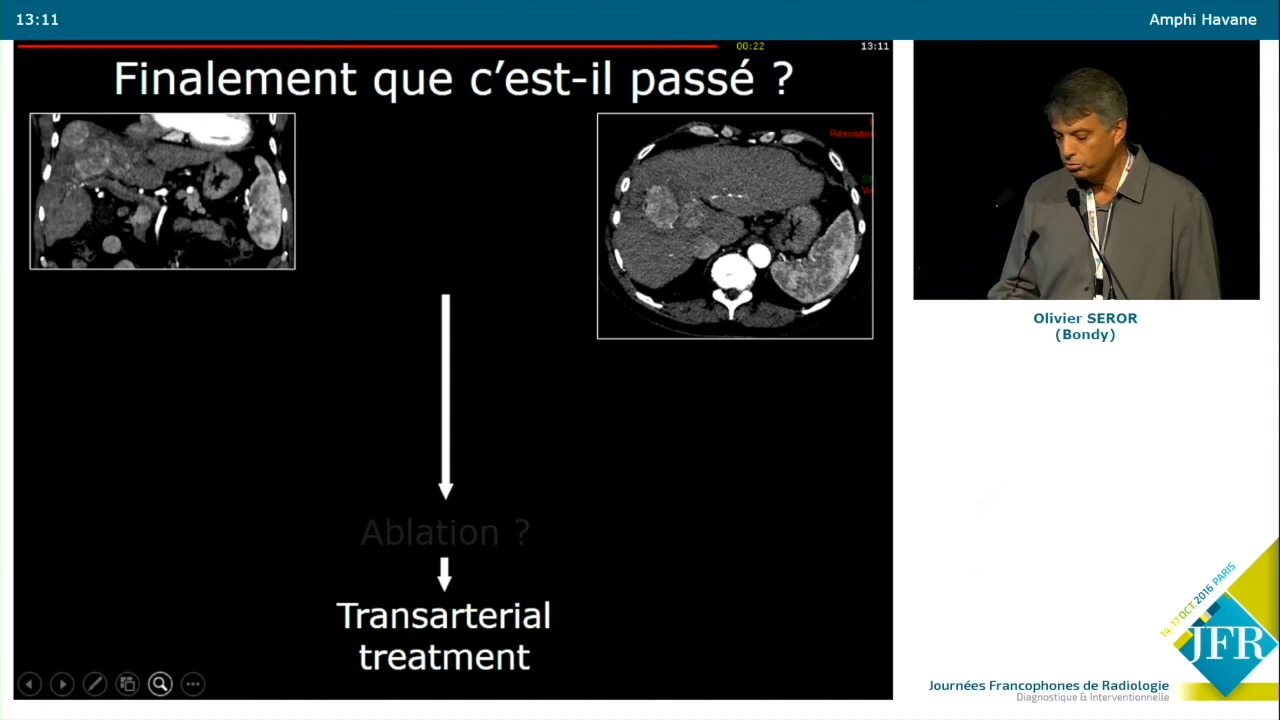 13:11
Amphi Havane
00:22
13:11
Finalement que c’est-il passé ?
Ablation ?
Transarterial
treatment
Olivier SEROR
(Bondy)
14-17 OCT. 2016 PARIS
JFR
Journées Francophones de Radiologie
Diagnostique & Interventionnelle